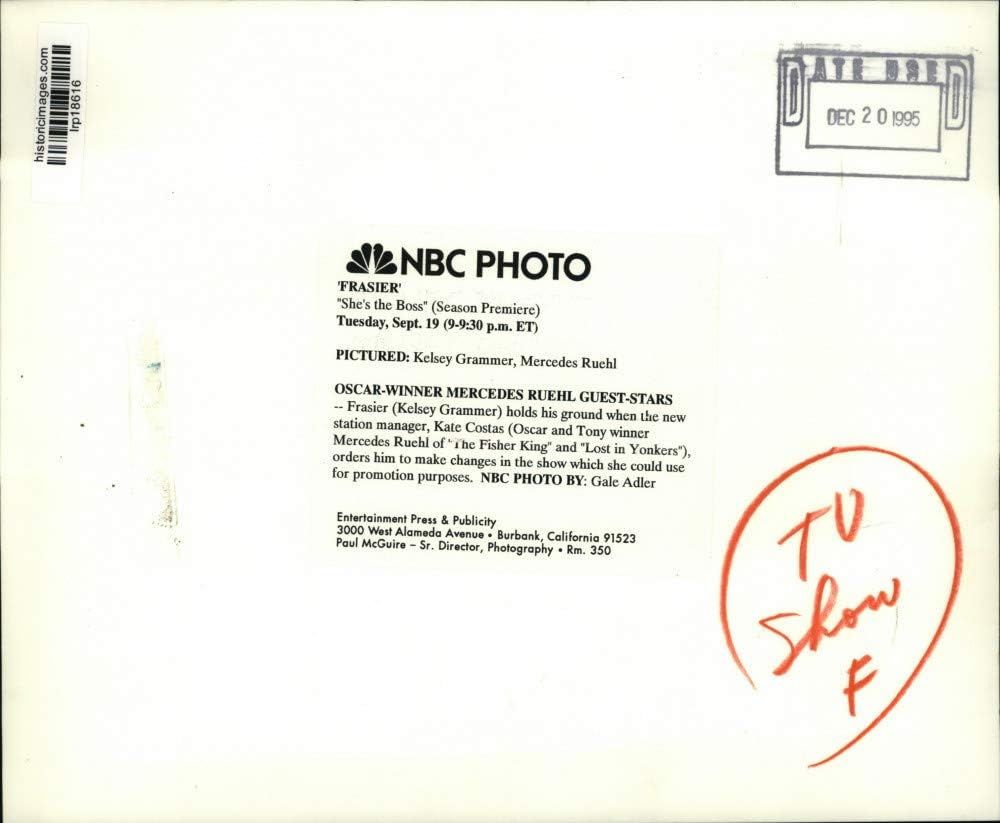 historicimages.com
lrp18616
DATE USED
DEC 20 1995
NBC PHOTO
'FRASIER'
"She's the Boss" (Season Premiere)
Tuesday, Sept. 19 (9-9:30 p.m. ET)
PICTURED: Kelsey Grammer, Mercedes Ruehl
OSCAR-WINNER MERCEDES RUEHL GUEST-STARS
-- Frasier (Kelsey Grammer) holds his ground when the new
station manager, Kate Costas (Oscar and Tony winner
Mercedes Ruehl of "The Fisher King" and "Lost in Yonkers"),
orders him to make changes in the show which she could use
for promotion purposes. NBC PHOTO BY: Gale Adler
Entertainment Press & Publicity
3000 West Alameda Avenue • Burbank, California 91523
Paul McGuire – Sr. Director, Photography • Rm. 350
TV
Show
F